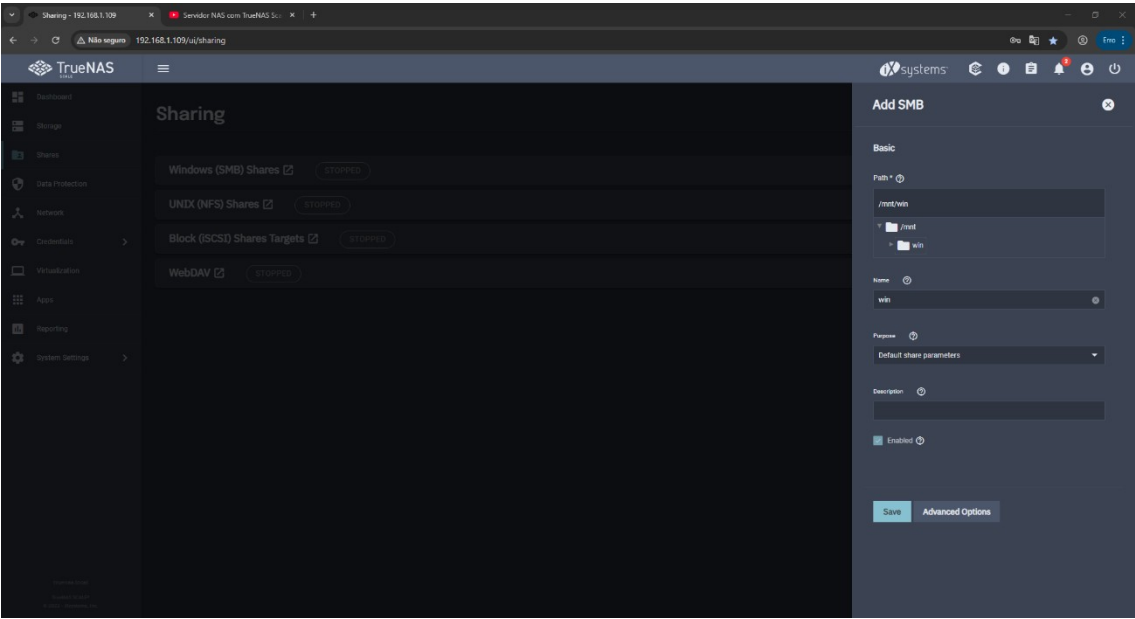 Sharing - 192.168.1.109
Servidor NAS com TrueNAS Sc
Não seguro
192.168.1.109/ui/sharing
Erro
TrueNAS
SCALE
systems
Dashboard
Storage
Shares
Data Protection
Network
Credentials
Virtualization
Apps
Reporting
System Settings
Sharing
Windows (SMB) Shares
STOPPED
UNIX (NFS) Shares
STOPPED
Block (iSCSI) Shares Targets
STOPPED
WebDAV
STOPPED
Add SMB
Basic
Path *
/mnt/win
/mnt
win
Name
win
Purpose
Default share parameters
Description
Enabled
Save
Advanced Options